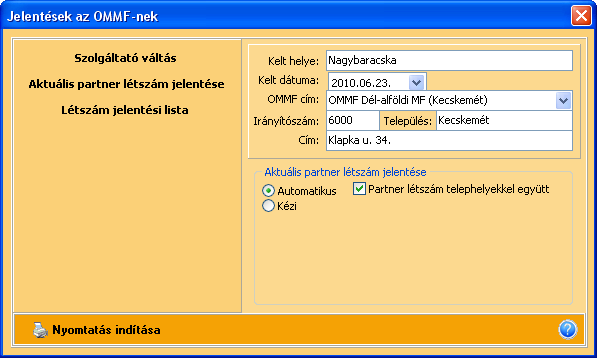 Jelentések az OMMF-nek
Szolgáltató váltás
Aktuális partner létszám jelentése
Létszám jelentési lista
Kelt helye: Nagybaracska
Kelt dátuma: 2010.06.23.
OMMF cím: OMMF Dél-alföldi MF (Kecskemét)
Irányítószám: 6000 Település: Kecskemét
Cím: Klapka u. 34.
Aktuális partner létszám jelentése
Automatikus Partner létszám telephelyekkel együtt
Kézi
Nyomtatás indítása ?